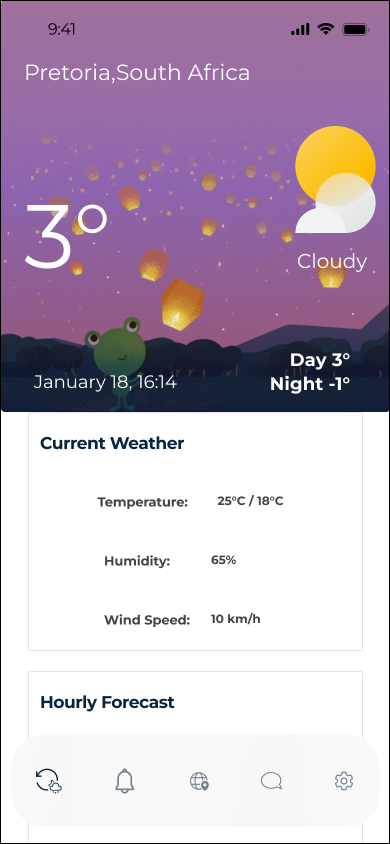 9:41
Pretoria,South Africa
3°
Cloudy
Day 3°
January 18, 16:14
Night -1°
Current Weather
Temperature: 25°C / 18°C
Humidity: 65%
Wind Speed: 10 km/h
Hourly Forecast